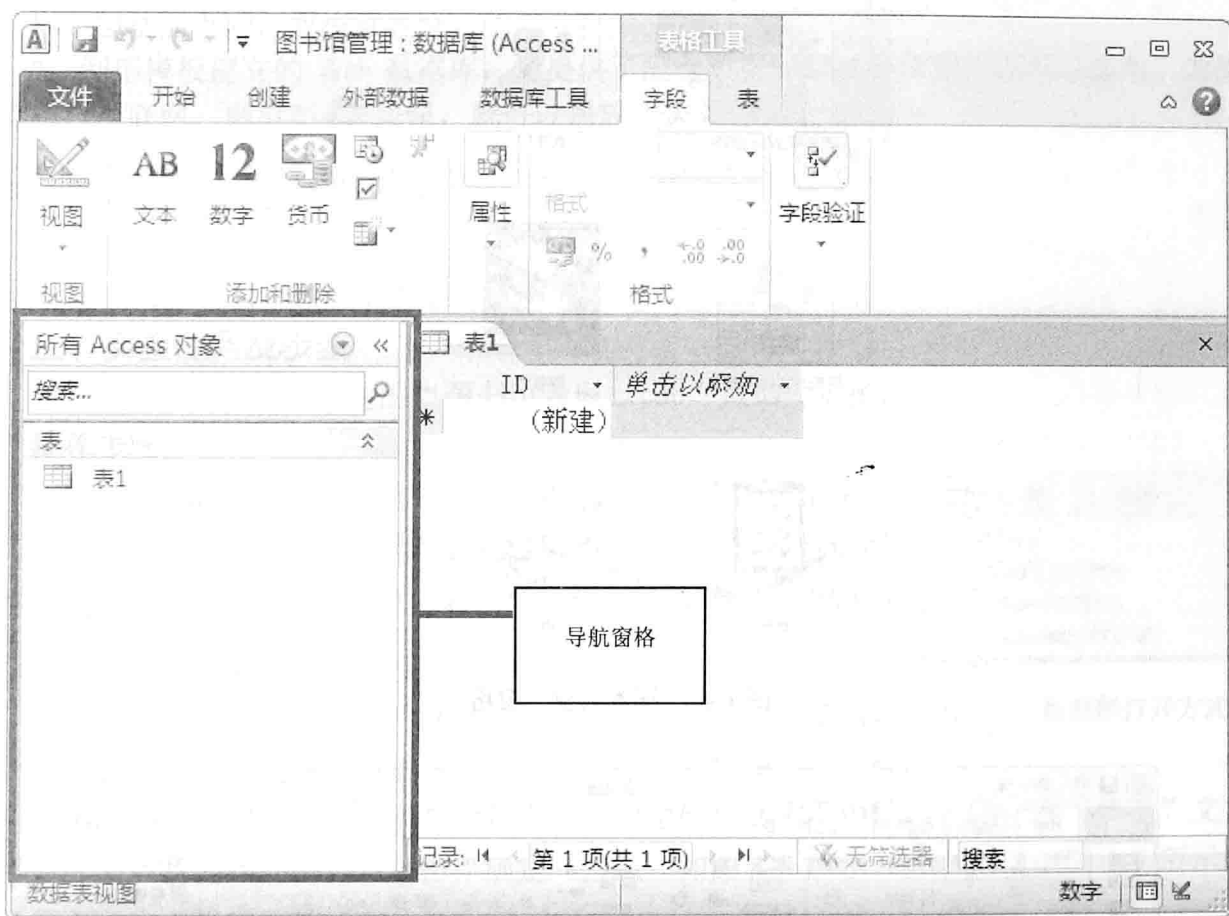 图书馆管理 : 数据库 (Access ... 表格工具
文件 开始 创建 外部数据 数据库工具 字段 表
AB 12
视图 文本 数字 货币 属性 格式 字段验证
% , .00 .00
视图 添加和删除 格式
所有 Access 对象 «
表1
搜索...
ID 单击以添加
* (新建)
表
表1
导航窗格
记录: 第 1 项(共 1 项) 无筛选器 搜索
数据表视图 数字